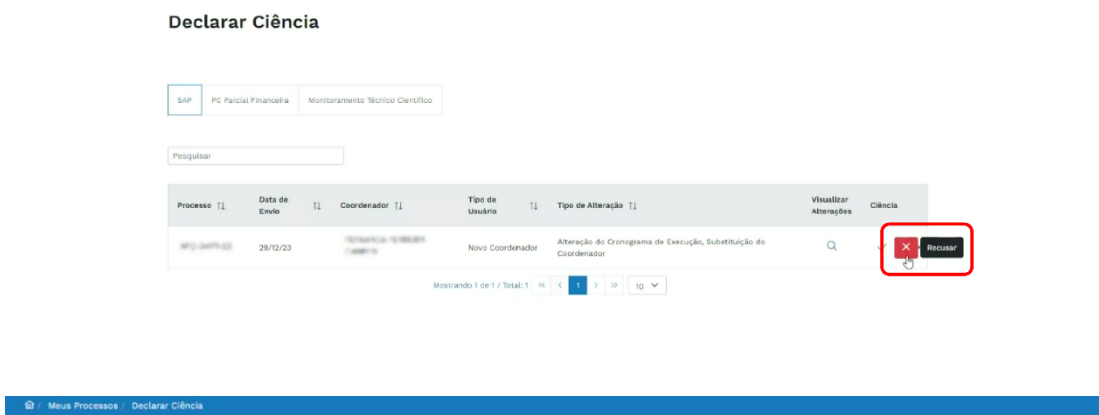 Declarar Ciência
SAP PC Parcial Financeira Monitoramento Técnico Científico
Pesquisar
Processo Data de Envio Coordenador Tipo de Usuário Tipo de Alteração Visualizar Alterações Ciência
29/12/23 Novo Coordenador Alteração do Cronograma de Execução, Substituição do Coordenador Recusar
Mostrando 1 de 1 / Total: 1 « < 1 > » 10
/ Meus Processos / Declarar Ciência